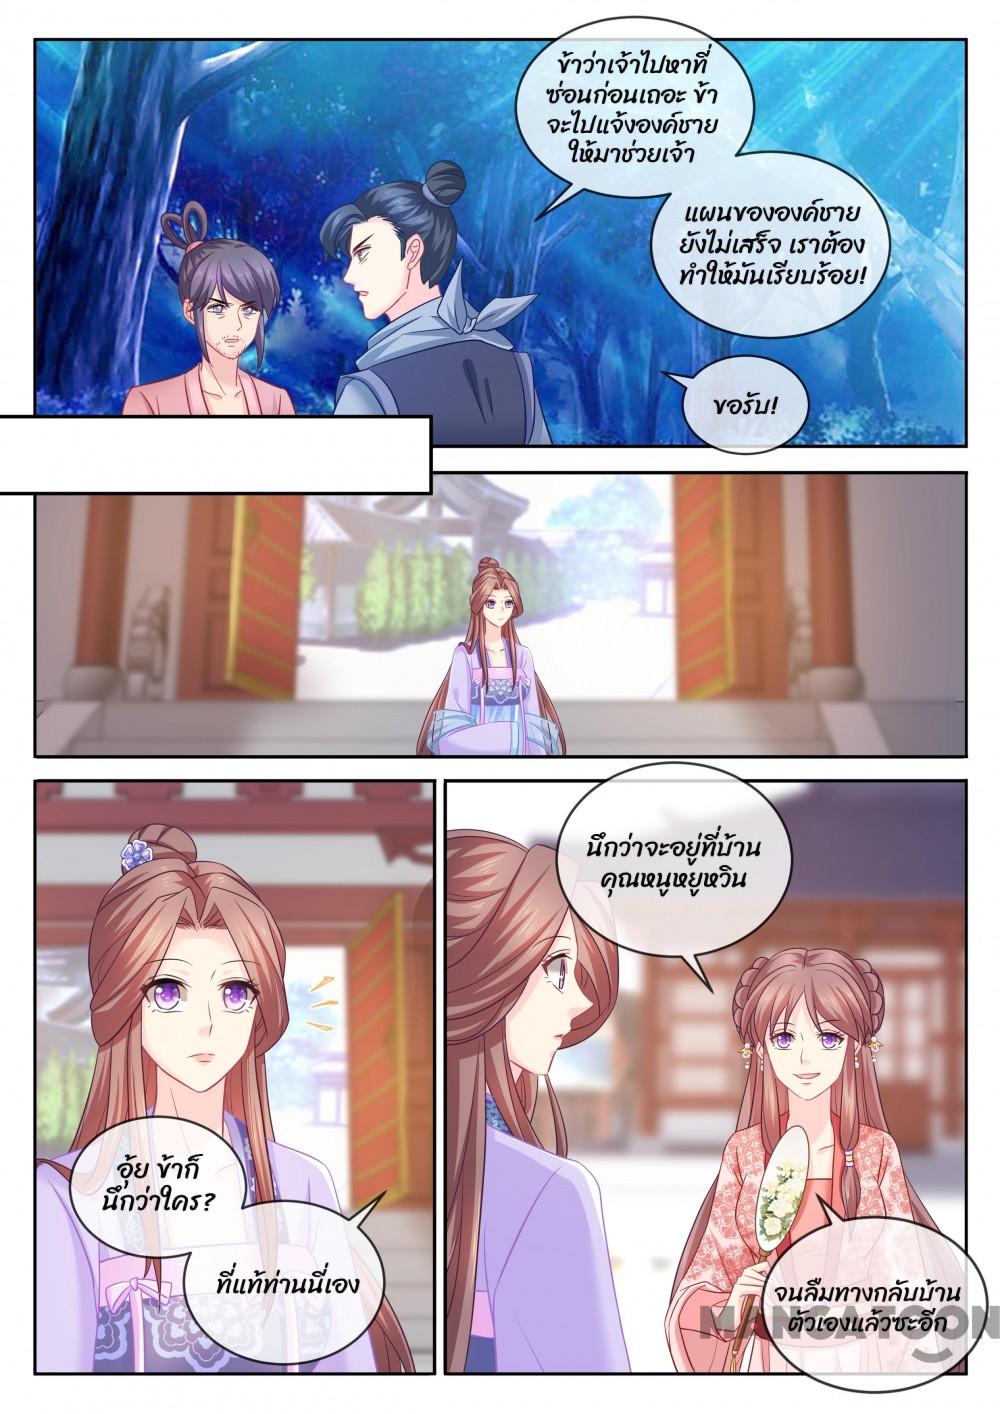 ข้าว่าเจ้าไปหาที่
ซ่อนก่อนเถอะ ข้า
จะไปแจ้งองค์ชาย
ให้มาช่วยเจ้า
แผนขององค์ชาย
ยังไม่เสร็จ เราต้อง
ทำให้มันเรียบร้อย!
ขอรับ!
อุ้ย ข้าก็
นึกว่าใคร?
ที่แท้ท่านนี่เอง
นึกว่าจะอยู่ที่บ้าน
คุณหนูหยูหวิน
จนลืมทางกลับบ้าน
ตัวเองแล้วซะอีก
MANGATOON